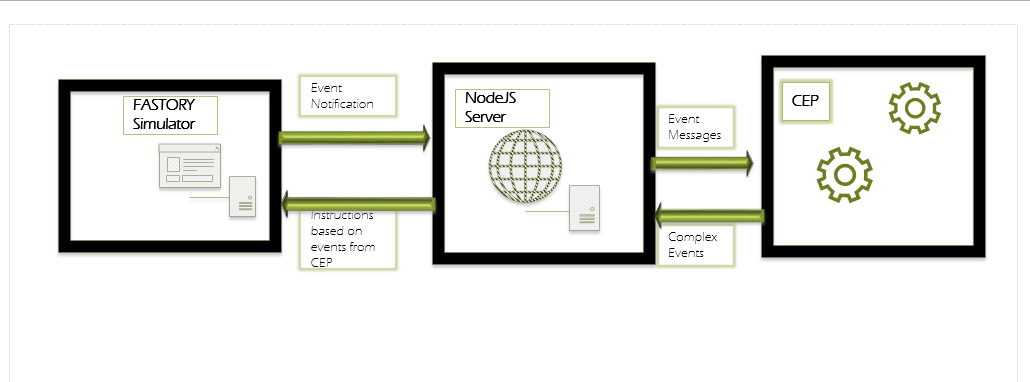 FASTORY
Simulator
Event
Notification
Instructions
based on
events from
CEP
NodeJS
Server
Event
Messages
Complex
Events
CEP